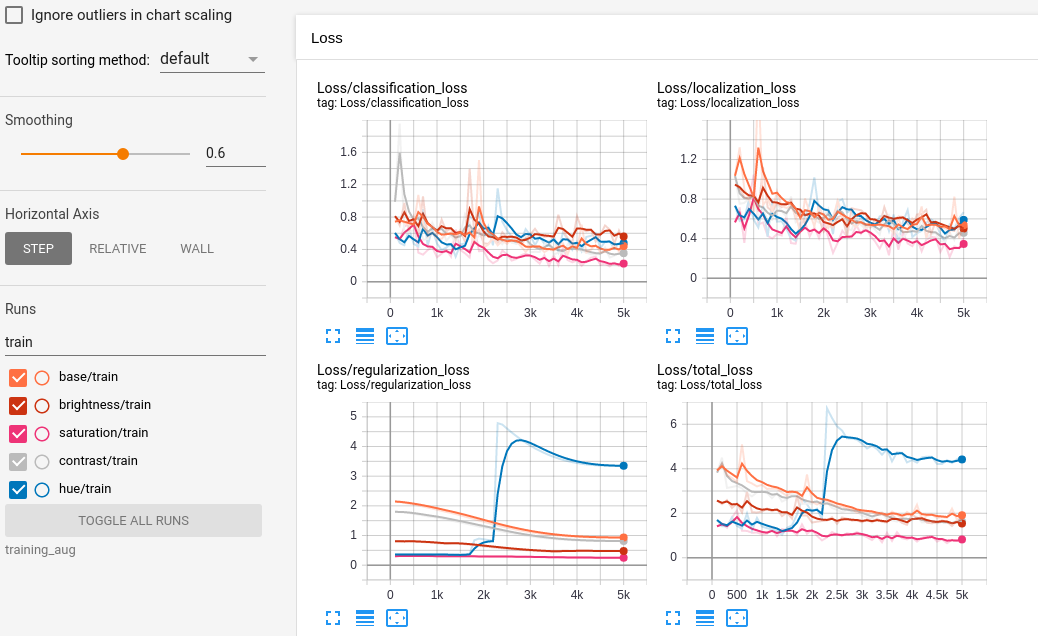 Ignore outliers in chart scaling
Tooltip sorting method: default
Smoothing
0.6
Horizontal Axis
STEP RELATIVE WALL
Runs
train
base/train
brightness/train
saturation/train
contrast/train
hue/train
TOGGLE ALL RUNS
training_aug
Loss
Loss/classification_loss
tag: Loss/classification_loss
1.6
1.2
0.8
0.4
0
0 1k 2k 3k 4k 5k
Loss/localization_loss
tag: Loss/localization_loss
1.2
0.8
0.4
0
0 1k 2k 3k 4k 5k
Loss/regularization_loss
tag: Loss/regularization_loss
5
4
3
2
1
0
0 1k 2k 3k 4k 5k
Loss/total_loss
tag: Loss/total_loss
6
4
2
0
0 500 1k 1.5k 2k 2.5k 3k 3.5k 4k 4.5k 5k